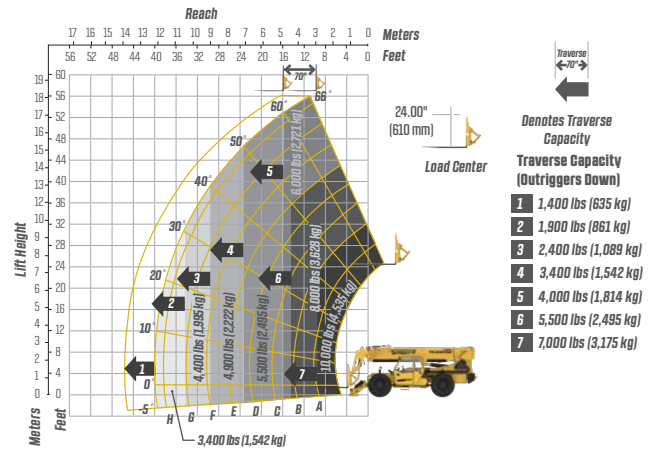 Reach
17 16 15 14 13 12 11 10 9 8 7 6 5 4 3 2 1 0 Meters
56 52 48 44 40 36 32 28 24 20 16 12 8 4 0 Feet
19
18
17
16
15
14
13
12
11
10
9
8
7
6
5
4
3
2
1
0
Meters
60
56
52
48
44
40
36
32
28
24
20
16
12
8
4
0
Feet
Lift Height
70"
66°
60°
50°
40°
30°
20°
10°
0°
-5°
6,000 lbs (2,721 kg)
8,000 lbs (3,628 kg)
10,000 lbs (4,535 kg)
5,500 lbs (2,495 kg)
4,900 lbs (2,222 kg)
4,400 lbs (1,995 kg)
3,400 lbs (1,542 kg)
5
4
3
6
2
1
7
H G F E D C B A
24.00"
(610 mm)
Load Center
Traverse
70"
Denotes Traverse
Capacity
Traverse Capacity
(Outriggers Down)
1 1,400 lbs (635 kg)
2 1,900 lbs (861 kg)
3 2,400 lbs (1,089 kg)
4 3,400 lbs (1,542 kg)
5 4,000 lbs (1,814 kg)
6 5,500 lbs (2,495 kg)
7 7,000 lbs (3,175 kg)